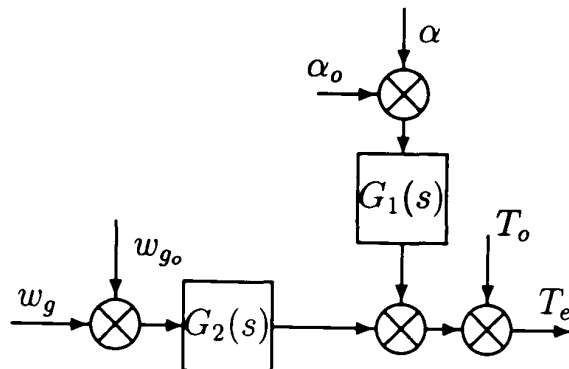 α
α_o
G_1(s)
w_{g_o}
T_o
w_g
G_2(s)
T_e